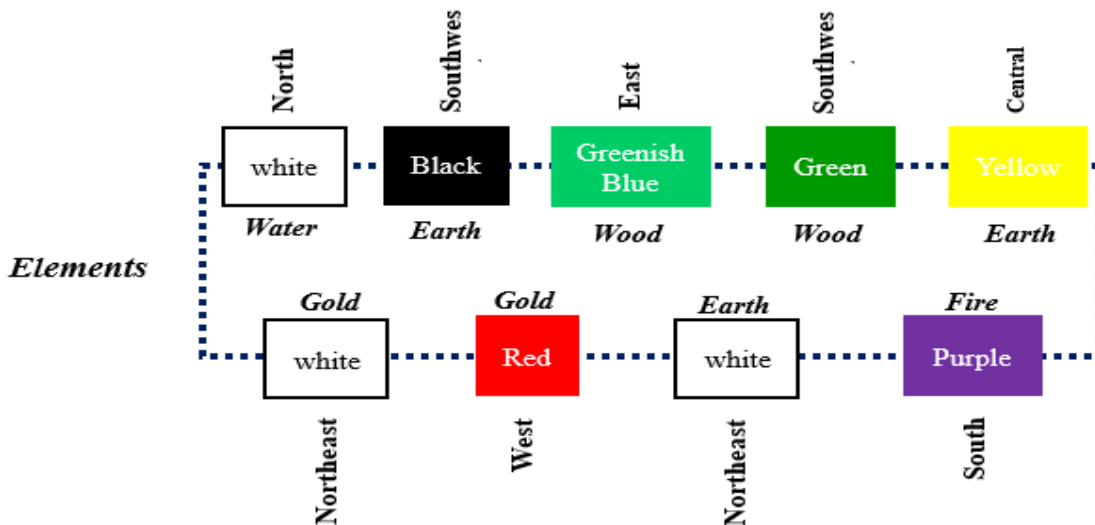 North
Southwes
East
Southwes
Central
white
Black
Greenish
Blue
Green
Yellow
Water
Earth
Wood
Wood
Earth
Elements
Gold
Gold
Earth
Fire
white
Red
white
Purple
Northeast
West
Northeast
South